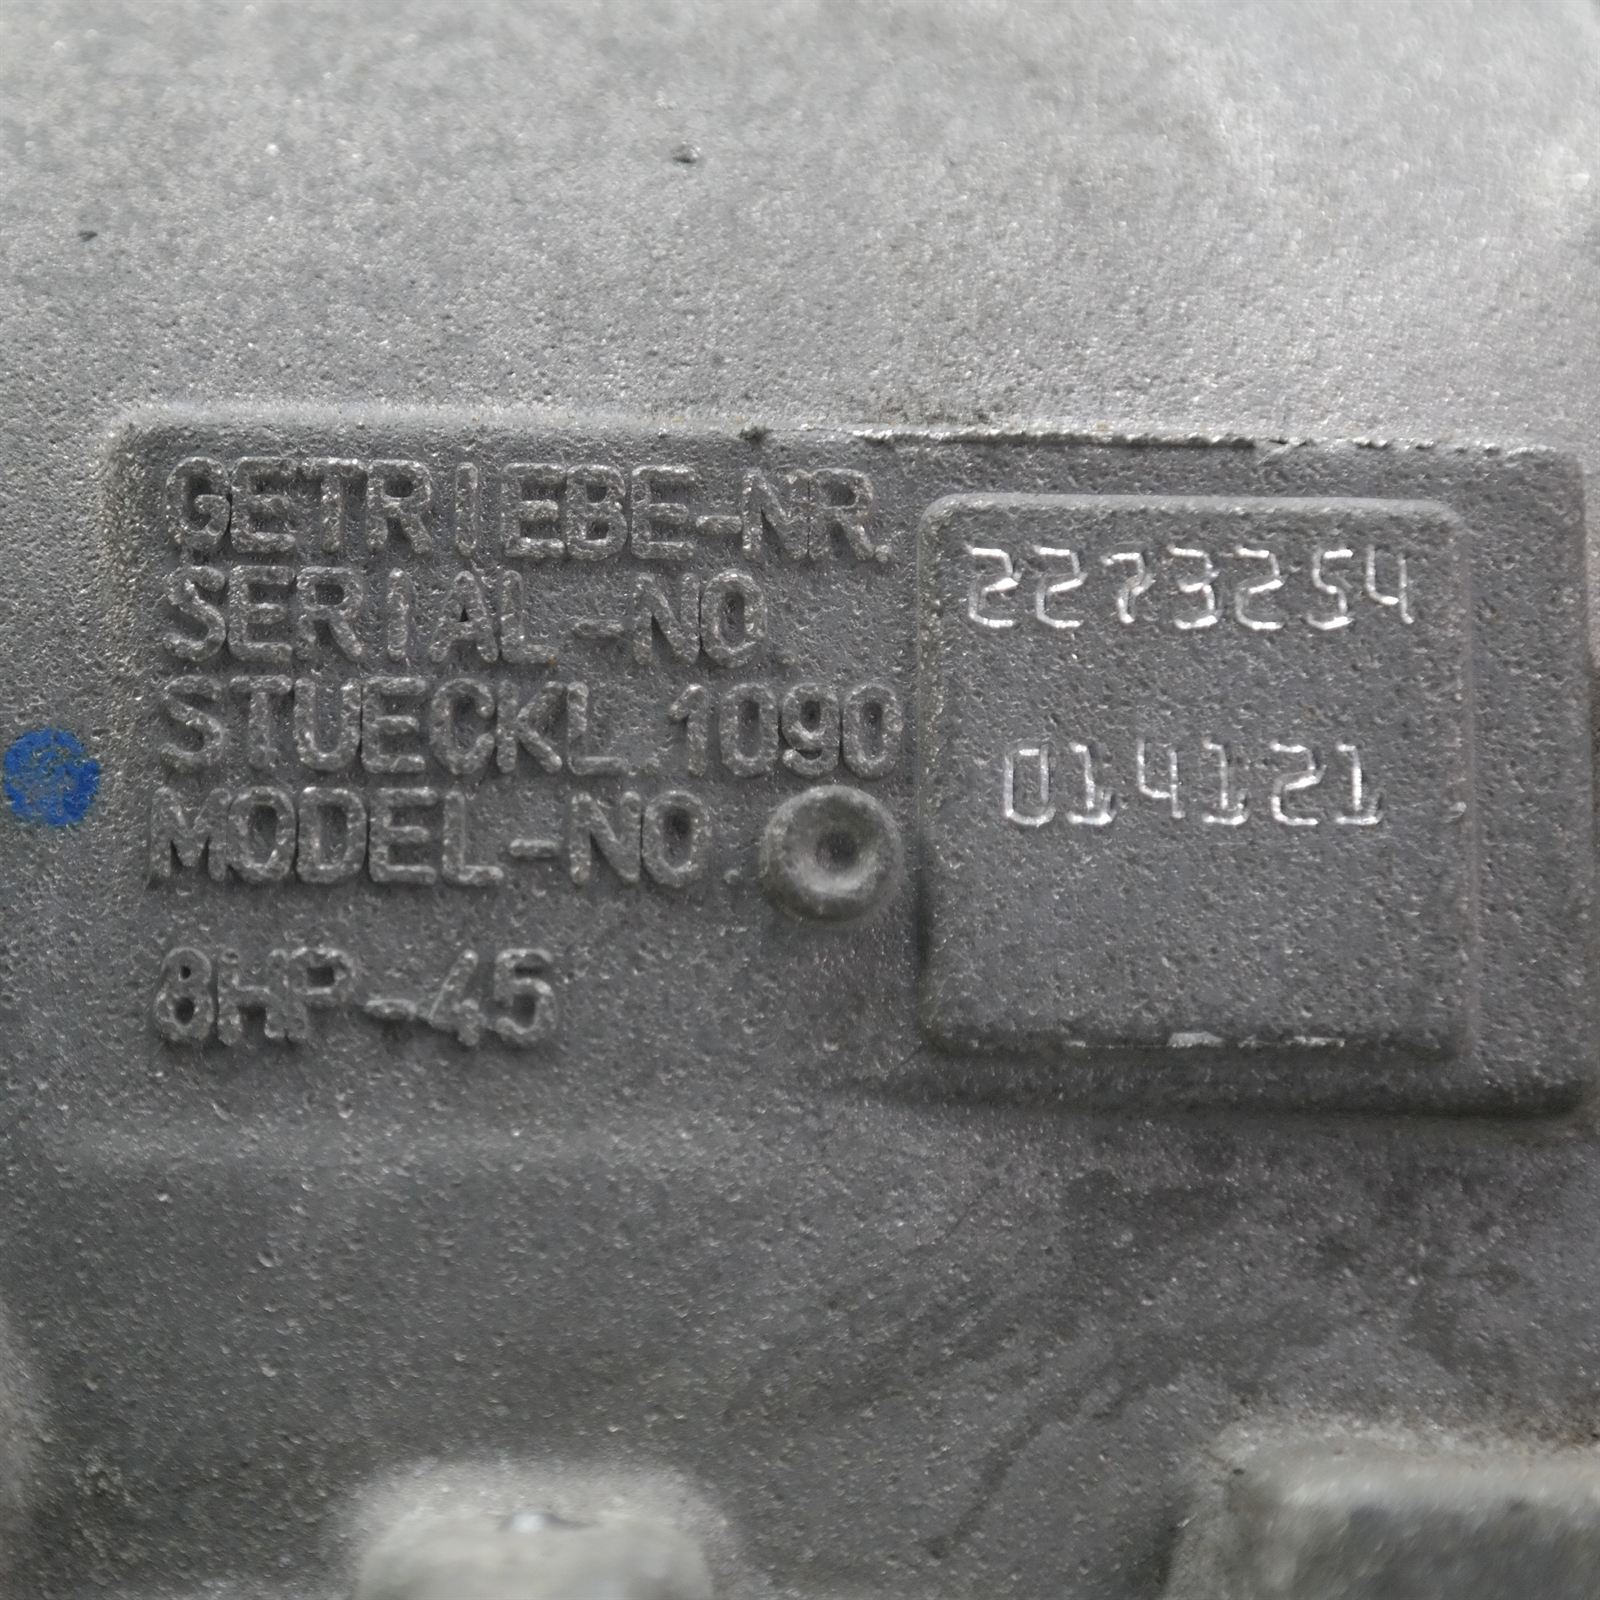 GETRIEBE-NR. 2273254
SERIAL-NO.
STUECKL.1090 014121
MODEL-NO.
8HP-45